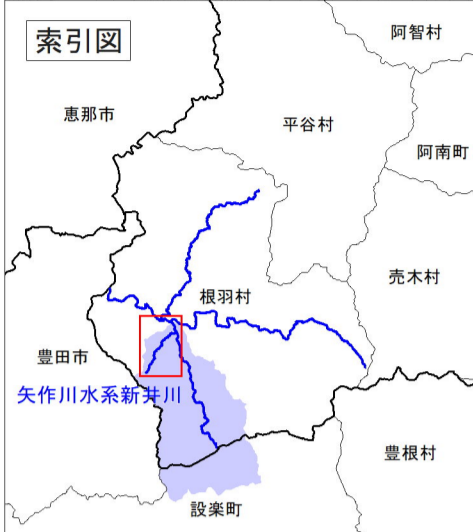 索引図
阿智村
恵那市
平谷村
阿南町
売木村
根羽村
豊田市
矢作川水系新井川
豊根村
設楽町